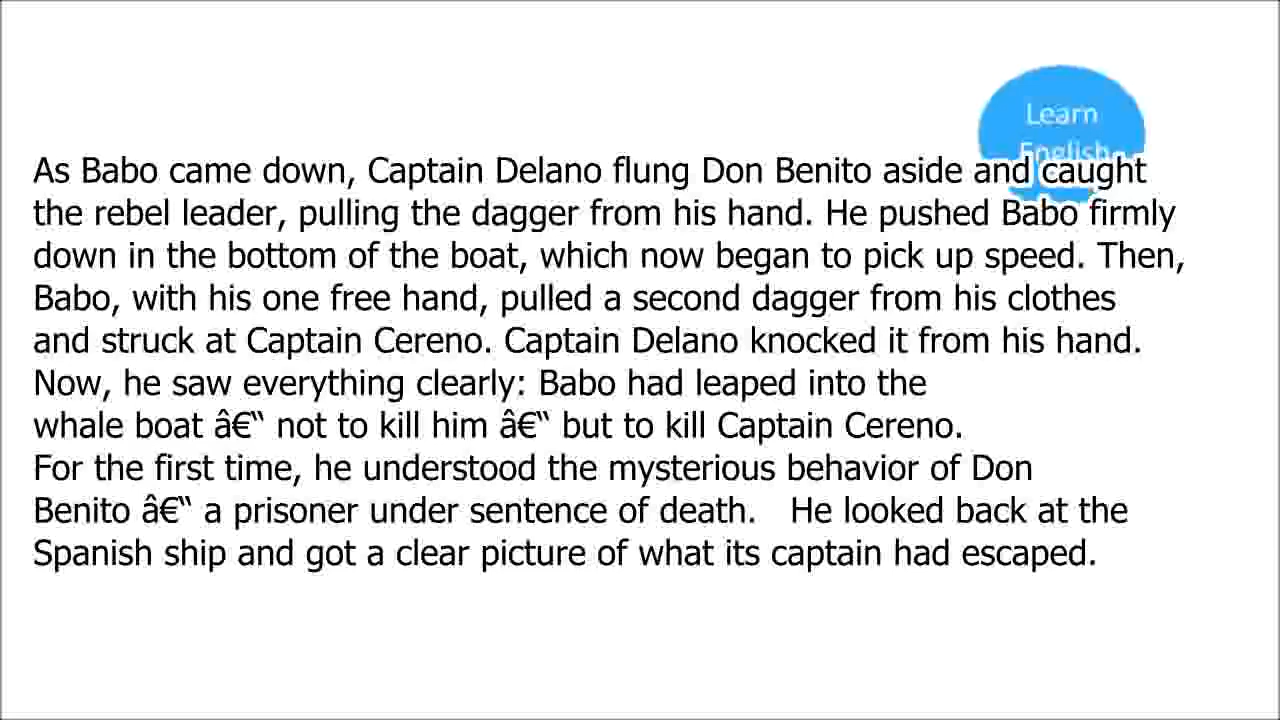 Learn
English
As Babo came down, Captain Delano flung Don Benito aside and caught
the rebel leader, pulling the dagger from his hand. He pushed Babo firmly
down in the bottom of the boat, which now began to pick up speed. Then,
Babo, with his one free hand, pulled a second dagger from his clothes
and struck at Captain Cereno. Captain Delano knocked it from his hand.
Now, he saw everything clearly: Babo had leaped into the
whale boat â€“ not to kill him â€“ but to kill Captain Cereno.
For the first time, he understood the mysterious behavior of Don
Benito â€“ a prisoner under sentence of death.   He looked back at the
Spanish ship and got a clear picture of what its captain had escaped.